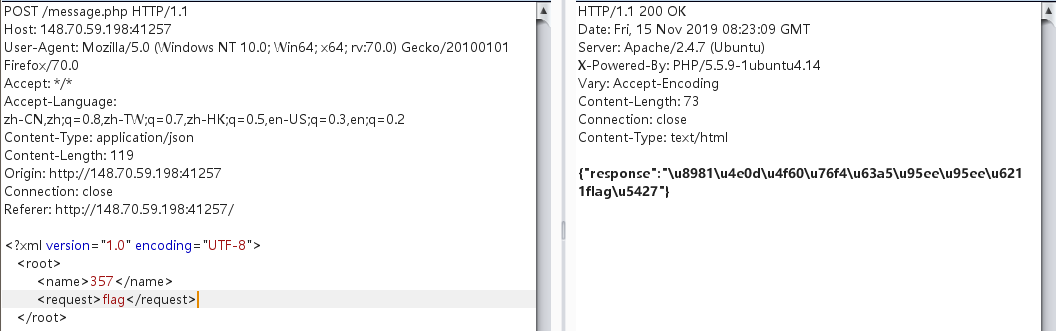 POST /message.php HTTP/1.1
Host: 148.70.59.198:41257
User-Agent: Mozilla/5.0 (Windows NT 10.0; Win64; x64; rv:70.0) Gecko/20100101
Firefox/70.0
Accept: */*
Accept-Language:
zh-CN,zh;q=0.8,zh-TW;q=0.7,zh-HK;q=0.5,en-US;q=0.3,en;q=0.2
Content-Type: application/json
Content-Length: 119
Origin: http://148.70.59.198:41257
Connection: close
Referer: http://148.70.59.198:41257/
<?xml version="1.0" encoding="UTF-8">
<root>
<name>357</name>
<request>flag</request>
</root>
HTTP/1.1 200 OK
Date: Fri, 15 Nov 2019 08:23:09 GMT
Server: Apache/2.4.7 (Ubuntu)
X-Powered-By: PHP/5.5.9-1ubuntu4.14
Vary: Accept-Encoding
Content-Length: 73
Connection: close
Content-Type: text/html
{"response":"\u8981\u4e0d\u4f60\u76f4\u63a5\u95ee\u95ee\u621
1flag\u5427"}